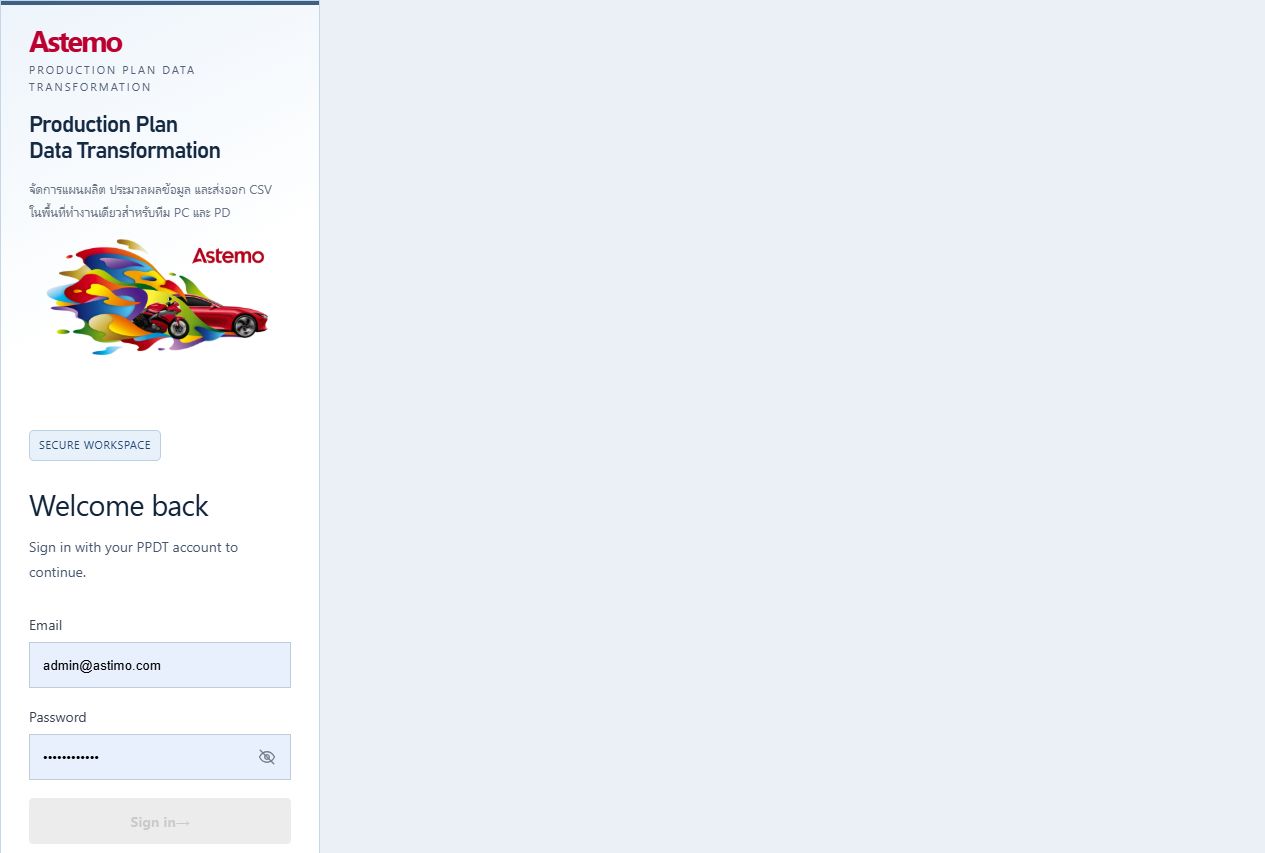 Astemo
PRODUCTION PLAN DATA
TRANSFORMATION
Production Plan
Data Transformation
จัดการแผนผลิต ประมวลผลข้อมูล และส่งออก CSV
ในพื้นที่ทำงานเดียวสำหรับทีม PC และ PD
Astemo
SECURE WORKSPACE
Welcome back
Sign in with your PPDT account to
continue.
Email
admin@astimo.com
Password
••••••••••••
Sign in→